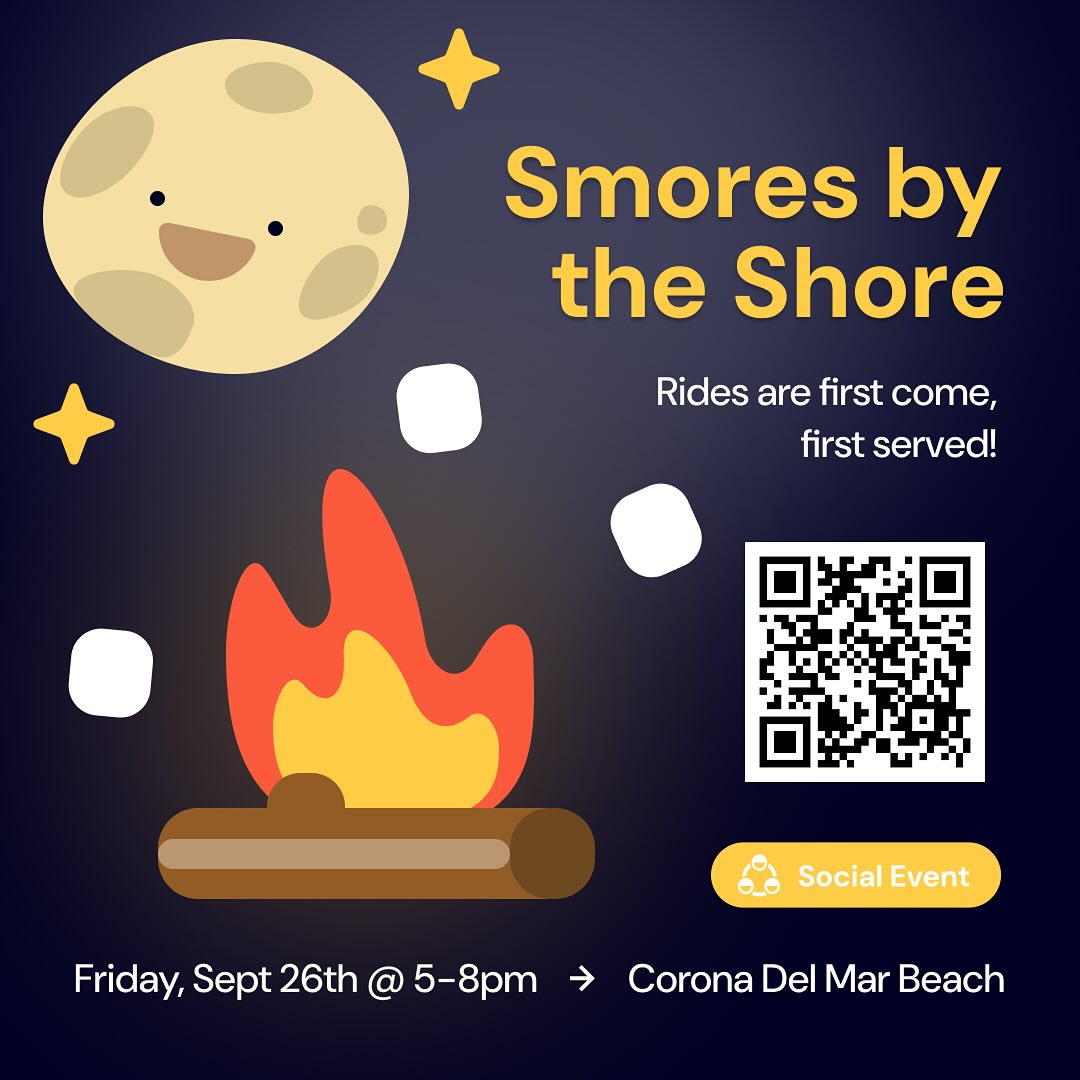 Smores by
the Shore
Rides are first come,
first served!
Social Event
Friday, Sept 26th @ 5-8pm → Corona Del Mar Beach